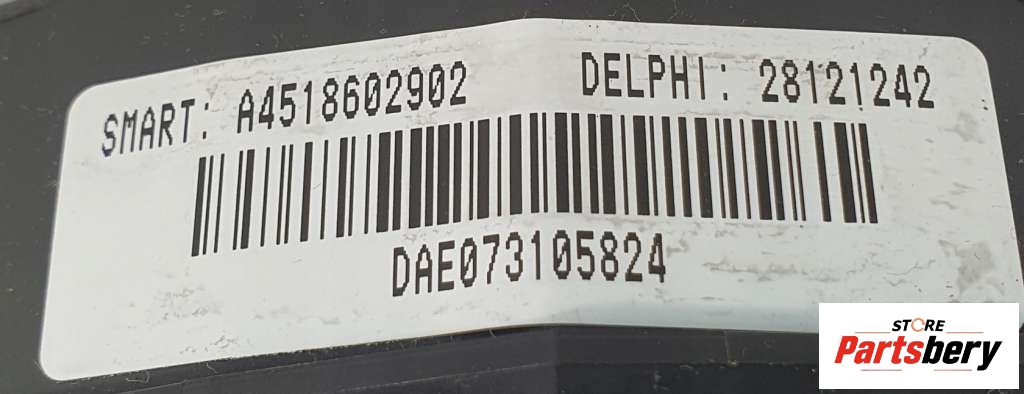 SMART: A4518602902 DELPHI: 28121242
DAE073105824
STORE
Partsbery